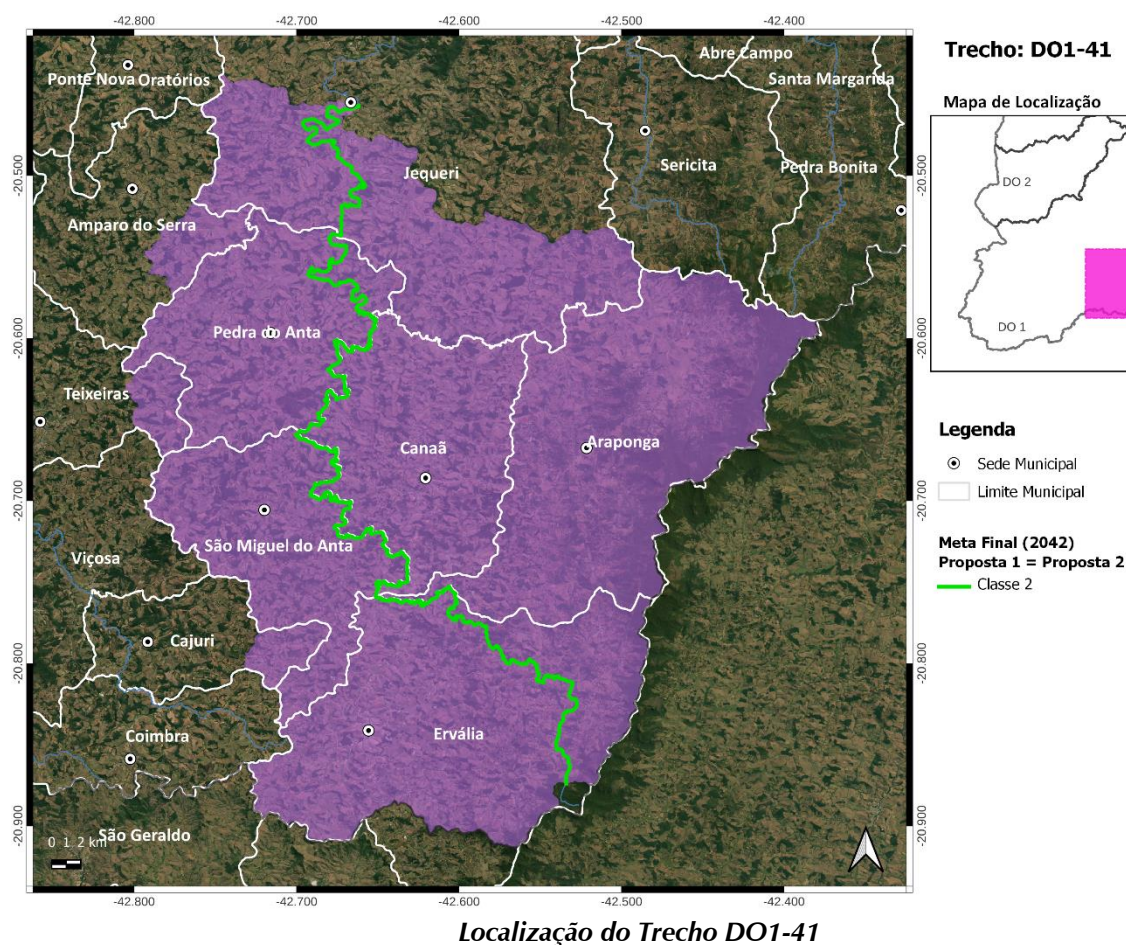 -42.800 -42.700 -42.600 -42.500 -42.400
Trecho: DO1-41
Mapa de Localização
DO 2
DO 1
Legenda
Sede Municipal
Limite Municipal
Meta Final (2042)
Proposta 1 = Proposta 2
Classe 2
Abre Campo
Ponte Nova Oratórios
Santa Margarida
Jequeri
Sericita
Pedra Bonita
Amparo do Serra
Pedra do Anta
Teixeiras
Canaã
Araponga
São Miguel do Anta
Viçosa
Cajuri
Ervália
Coimbra
São Geraldo
0 1.2 km
-20.500
-20.600
-20.700
-20.800
-20.900
-20.500
-20.600
-20.700
-20.800
-20.900
-42.800 -42.700 -42.600 -42.500 -42.400
Localização do Trecho DO1-41